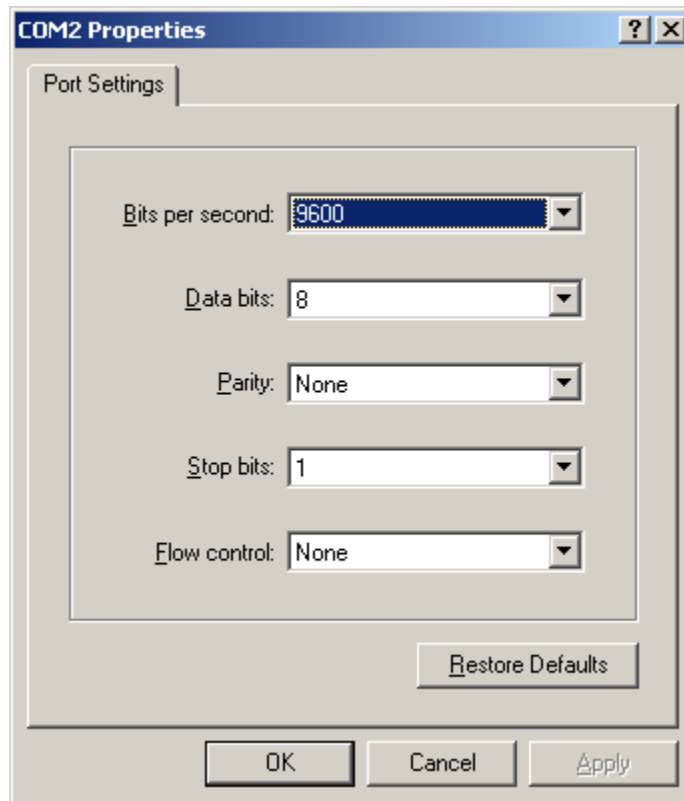 COM2 Properties
Port Settings
Bits per second: 9600
Data bits: 8
Parity: None
Stop bits: 1
Flow control: None
Restore Defaults
OK Cancel Apply